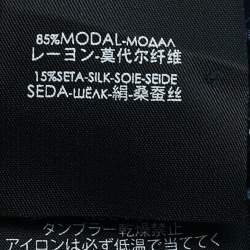 85%MODAL-МОДАЛ
レーヨン-莫代尔纤维
15%SETA-SILK-SOIE-SEIDE
SEDA-ШЁЛК-絹-桑蚕丝
タンブラー乾燥禁止
アイロンは必ず低温で当ててく